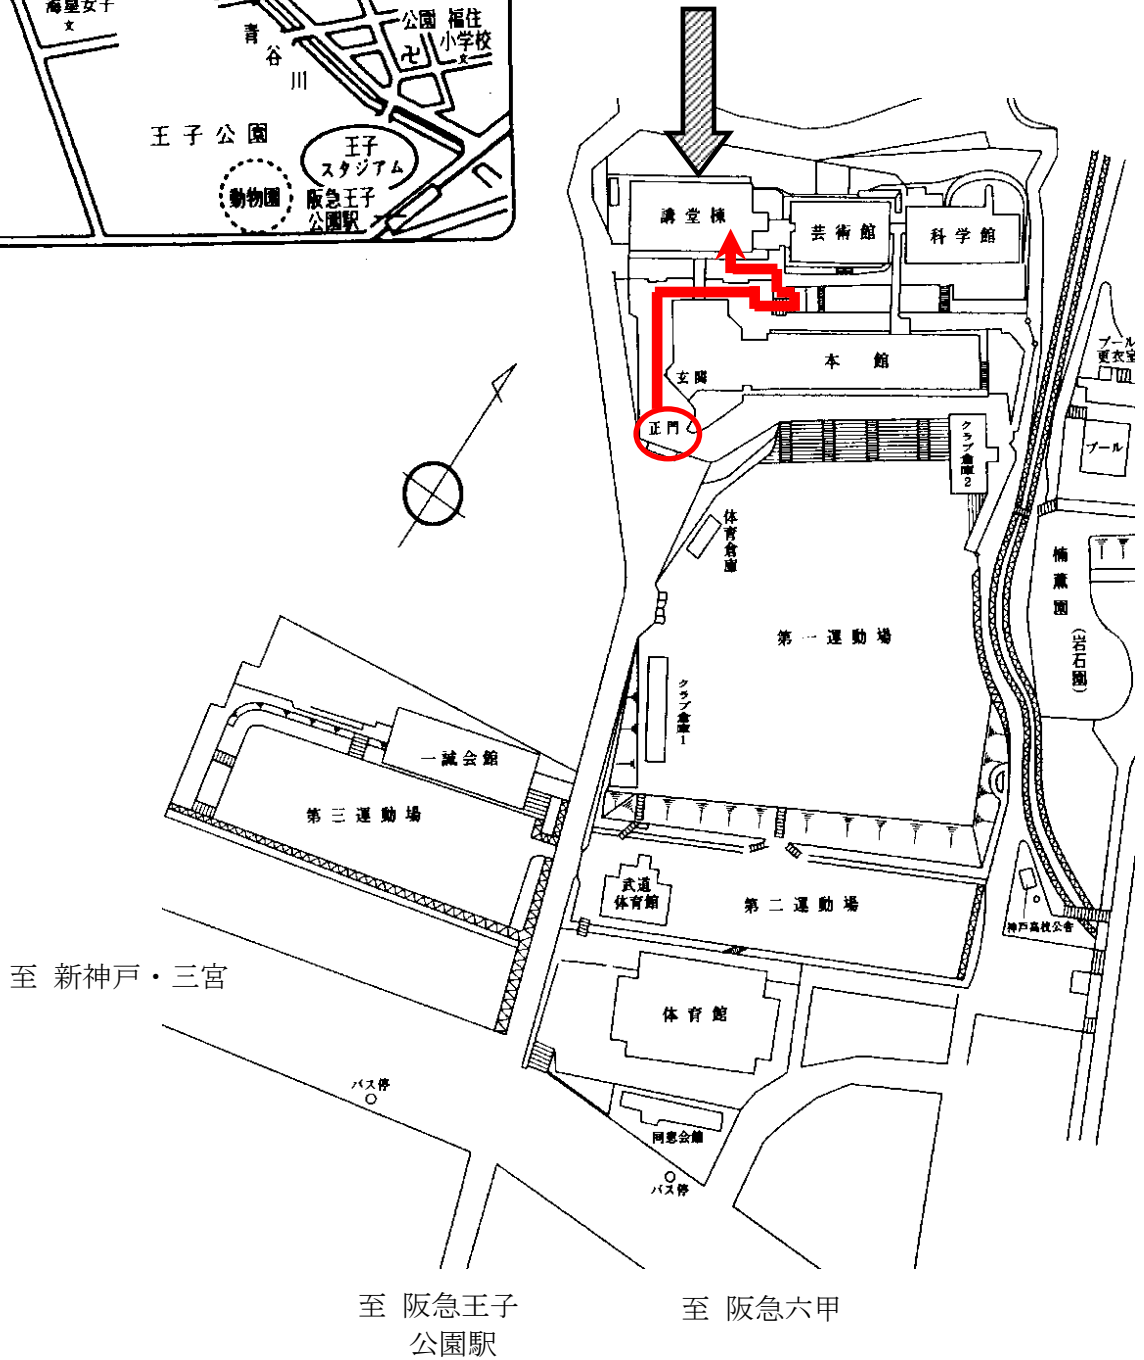 海星女子
文
青谷川
公園 福住
小学校
文
王子公園
王子
スタジアム
動物園
阪急王子
公園駅
講堂棟
芸術館
科学館
本館
玄関
正門
プール
更衣室
プール
クラブ倉庫2
体育倉庫
楠薫園
(岩石園)
第一運動場
クラブ倉庫1
一誠会館
第三運動場
武道
体育館
第二運動場
神戸高校公舎
至 新神戸・三宮
体育館
バス停
同窓会館
バス停
至 阪急王子
公園駅
至 阪急六甲